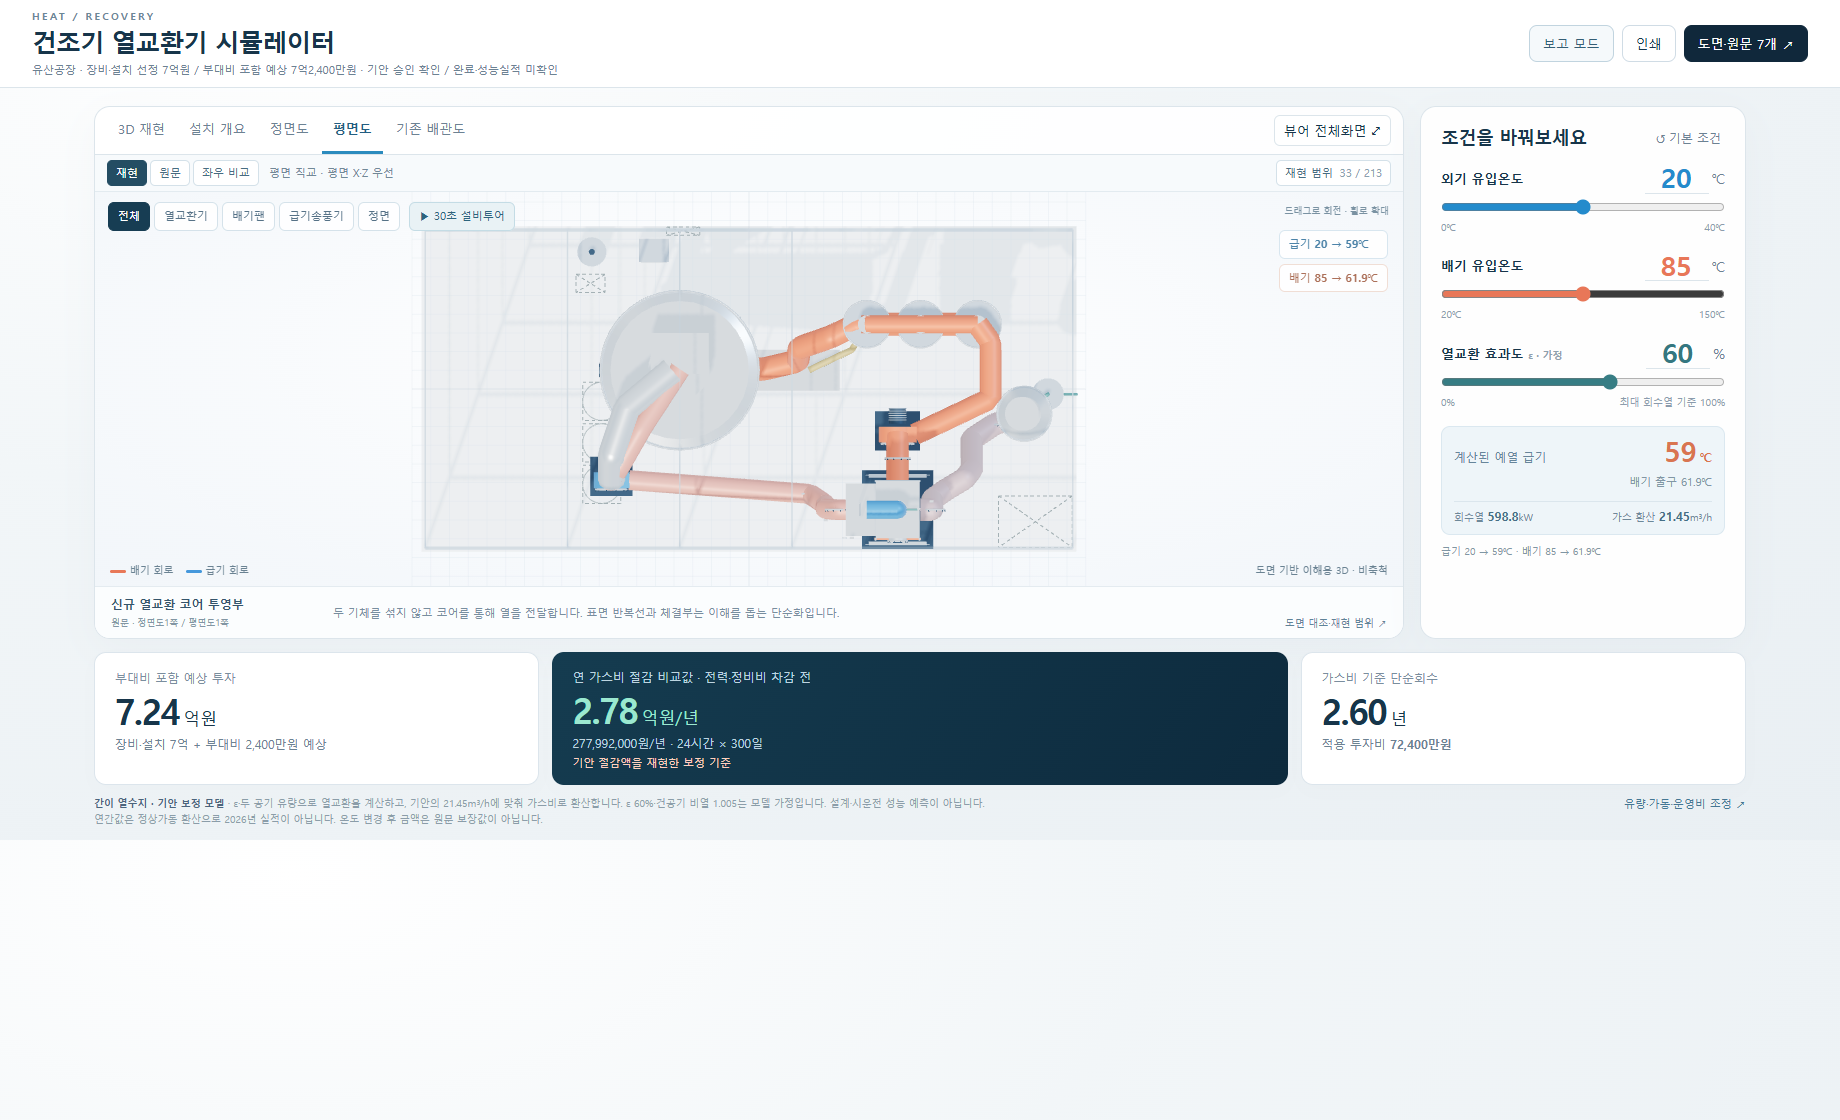 HEAT / RECOVERY
건조기 열교환기 시뮬레이터
유산공장 · 장비·설치 선정 7억원 / 부대비 포함 예상 7억2,400만원 · 기안 승인 확인 / 완료·성능실적 미확인
보고 모드
인쇄
도면·원문 7개 ↗
3D 재현
설치 개요
정면도
평면도
기존 배관도
뷰어 전체화면 ⤢
재현
원문
좌우 비교
평면 직교 · 평면 X·Z 우선
재현 범위 33 / 213
전체
열교환기
배기팬
급기송풍기
정면
▶ 30초 설비투어
드래그로 회전 · 휠로 확대
급기 20 → 59℃
배기 85 → 61.9℃
배기 회로
급기 회로
도면 기반 이해용 3D · 비축척
신규 열교환 코어 투영부
원문 · 정면도1쪽 / 평면도1쪽
두 기체를 섞지 않고 코어를 통해 열을 전달합니다. 표면 반복선과 체결부는 이해를 돕는 단순화입니다.
도면 대조·재현 범위 ↗
조건을 바꿔보세요
↺ 기본 조건
외기 유입온도
20 ℃
0℃
40℃
배기 유입온도
85 ℃
20℃
150℃
열교환 효과도 ε · 가정
60 %
0%
최대 회수열 기준 100%
계산된 예열 급기
59 ℃
배기 출구 61.9℃
회수열 598.8kW
가스 환산 21.45m³/h
급기 20 → 59℃ · 배기 85 → 61.9℃
부대비 포함 예상 투자
7.24 억원
장비·설치 7억 + 부대비 2,400만원 예상
연 가스비 절감 비교값 · 전력·정비비 차감 전
2.78 억원/년
277,992,000원/년 · 24시간 × 300일
기안 절감액을 재현한 보정 기준
가스비 기준 단순회수
2.60 년
적용 투자비 72,400만원
간이 열수지 · 기안 보정 모델 · ε·두 공기 유량으로 열교환을 계산하고, 기안의 21.45m³/h에 맞춰 가스비로 환산합니다. ε 60%·건공기 비열 1.005는 모델 가정입니다. 설계·시운전 성능 예측이 아닙니다.
연간값은 정상가동 환산으로 2026년 실적이 아닙니다. 온도 변경 후 금액은 원문 보장값이 아닙니다.
유량·가동·운영비 조정 ↗